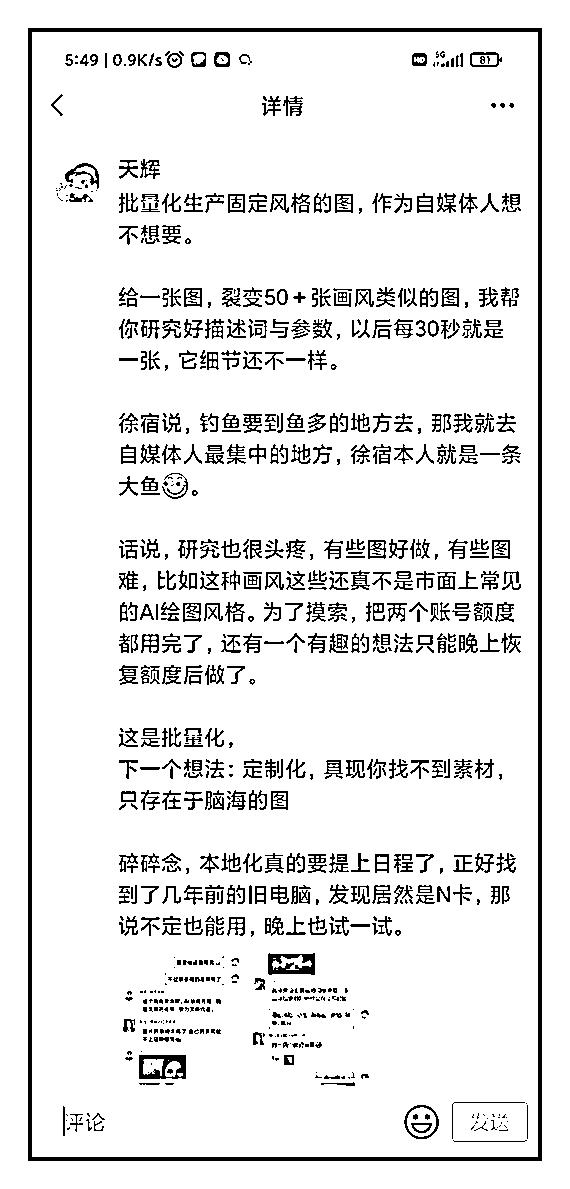 5:49 | 0.9K/s
HD 5G 81
详情
天辉
批量化生产固定风格的图，作为自媒体人想
不想要。
给一张图，裂变50+张画风类似的图，我帮
你研究好描述词与参数，以后每30秒就是
一张，它细节还不一样。
徐宿说，钓鱼要到鱼多的地方去，那我就去
自媒体人最集中的地方，徐宿本人就是一条
大鱼😉。
话说，研究也很头疼，有些图好做，有些图
难，比如这种画风这些还真不是市面上常见
的AI绘图风格。为了摸索，把两个账号额度
都用完了，还有一个有趣的想法只能晚上恢
复额度后做了。
这是批量化，
下一个想法：定制化，具现你找不到素材，
只存在于脑海的图
碎碎念，本地化真的要提上日程了，正好找
到了几年前的旧电脑，发现居然是N卡，那
说不定也能用，晚上也试一试。
评论
发送